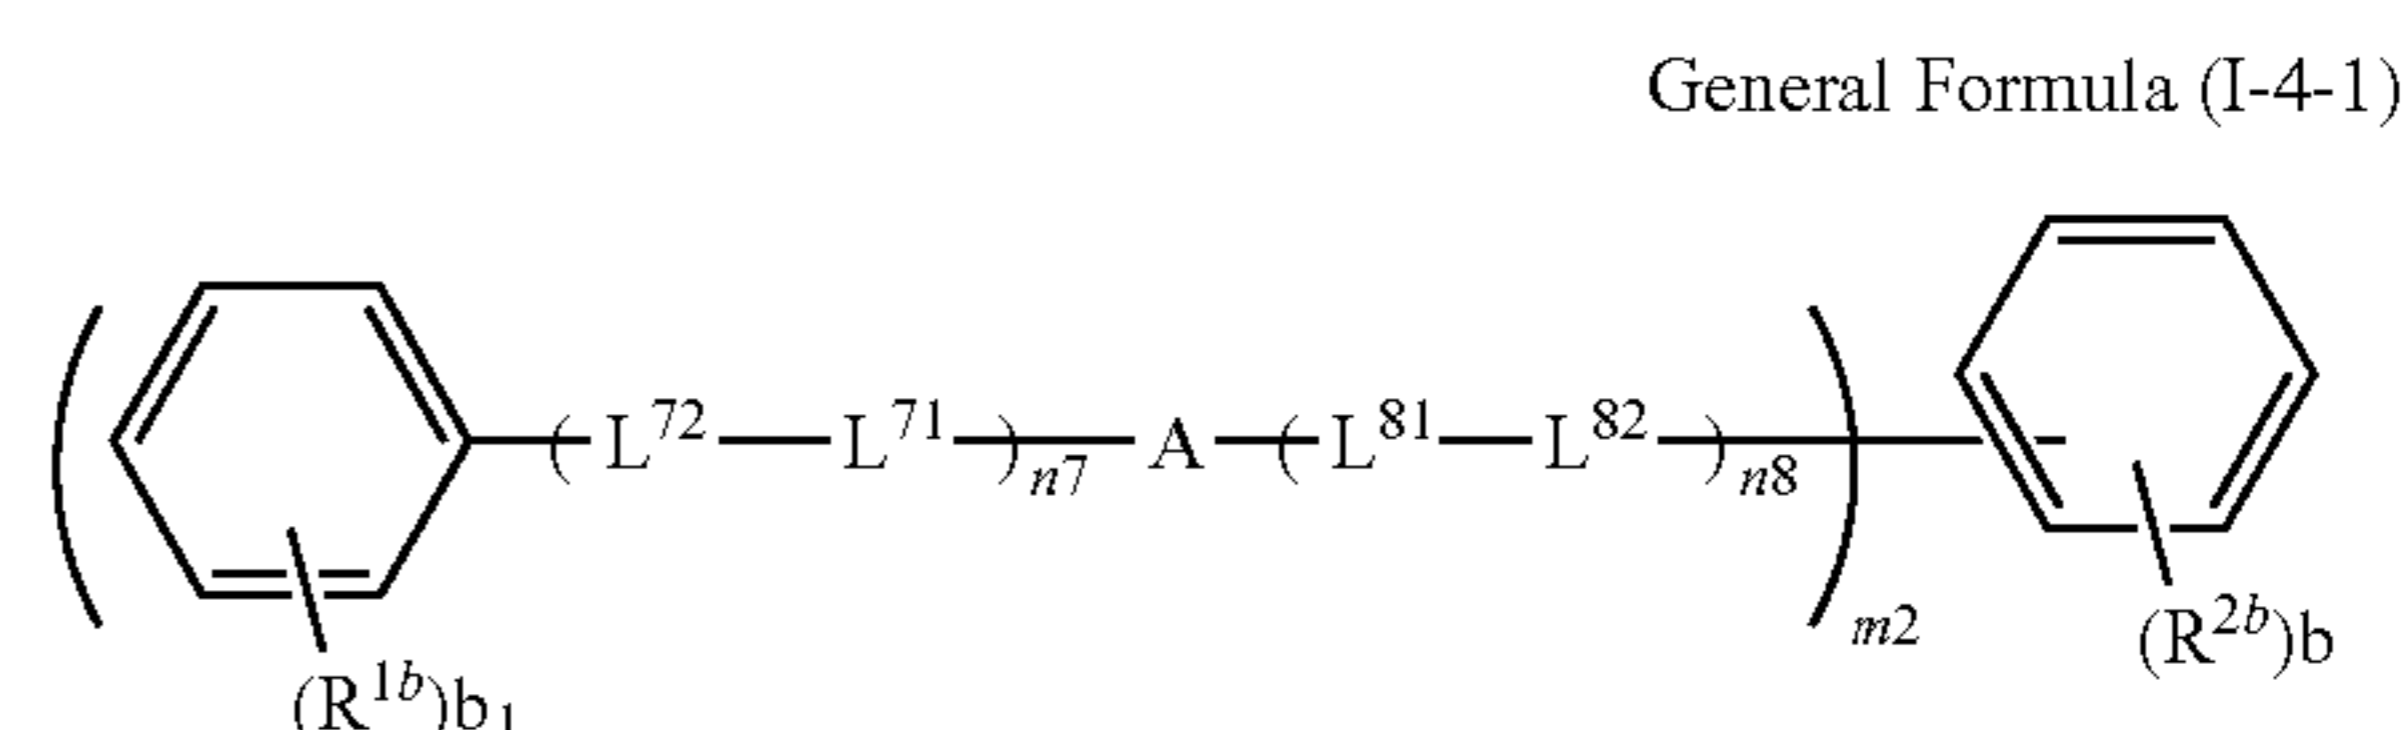 General Formula (I-4-1)
( L72 L71 )n7 A ( L81 L82 )n8
m2
(R2b)b
(R1b)b1